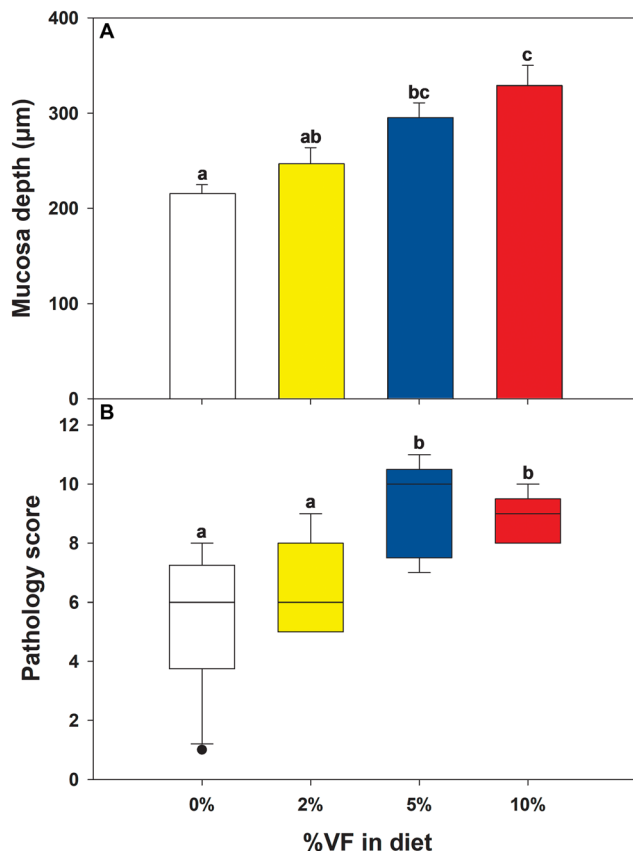 A
400
300
200
100
0
Mucosa depth (µm)
a
ab
bc
c
B
12
10
8
6
4
2
0
Pathology score
a
a
b
b
0% 2% 5% 10%
%VF in diet